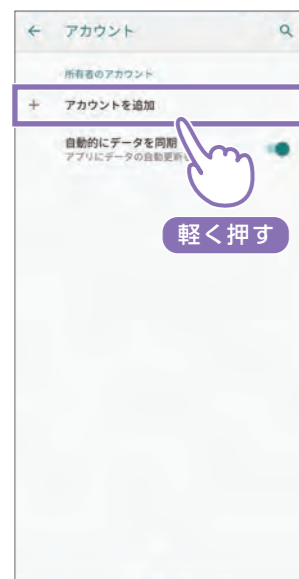 アカウント
所有者のアカウント
アカウントを追加
自動的にデータを同期
アプリにデータの自動更新
軽く押す